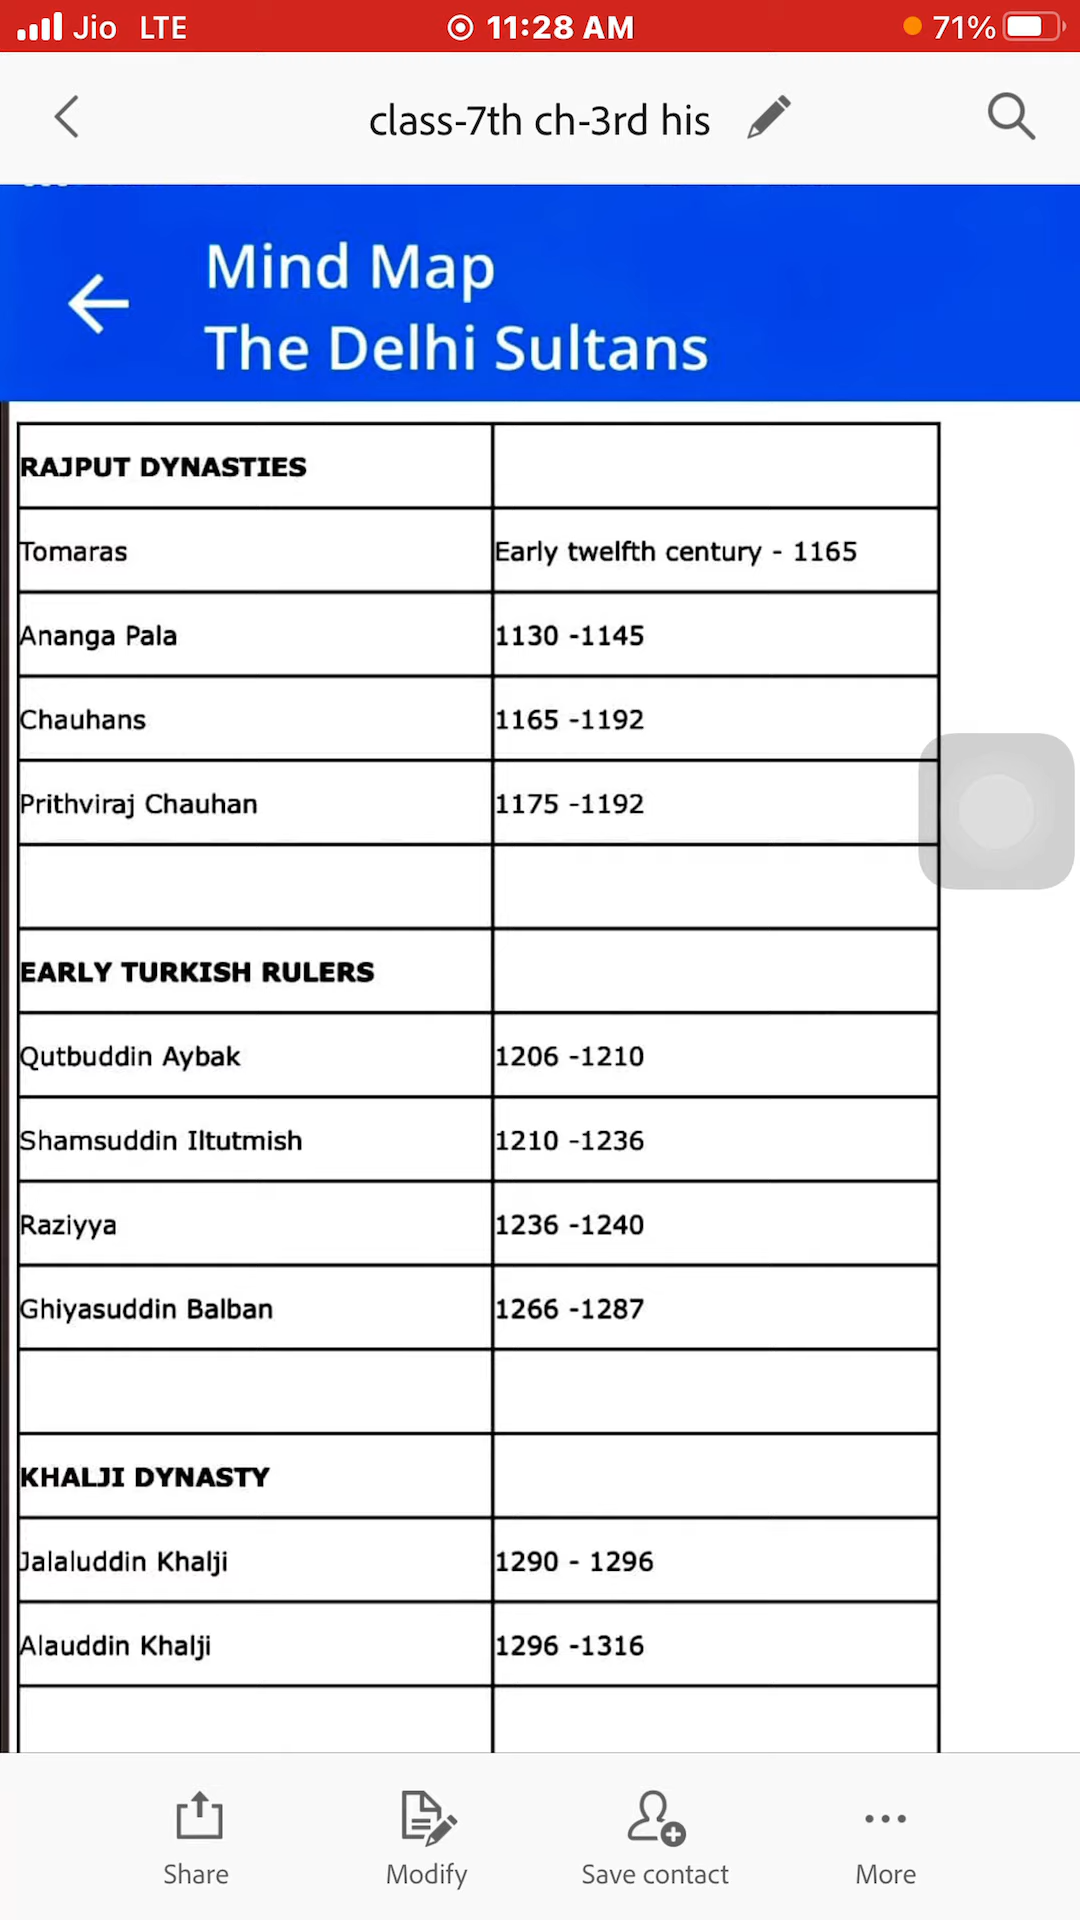 Jio LTE 11:28 AM 71%
class-7th ch-3rd his
Mind Map
The Delhi Sultans
RAJPUT DYNASTIES
Tomaras Early twelfth century - 1165
Ananga Pala 1130 -1145
Chauhans 1165 -1192
Prithviraj Chauhan 1175 -1192
EARLY TURKISH RULERS
Qutbuddin Aybak 1206 -1210
Shamsuddin Iltutmish 1210 -1236
Raziyya 1236 -1240
Ghiyasuddin Balban 1266 -1287
KHALJI DYNASTY
Jalaluddin Khalji 1290 - 1296
Alauddin Khalji 1296 -1316
Share Modify Save contact More